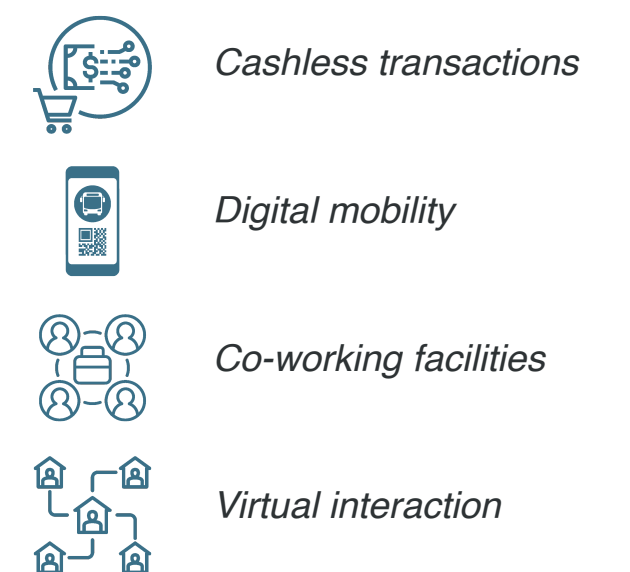 Cashless transactions
Digital mobility
Co-working facilities
Virtual interaction